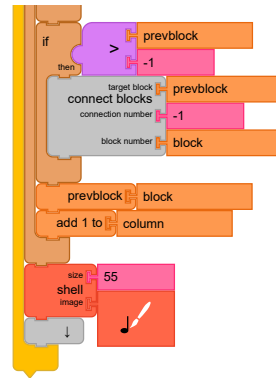 if
>
prevblock
-1
then
target block
prevblock
connect blocks
connection number
-1
block number
block
prevblock
block
add 1 to
column
size
55
shell
image
↓